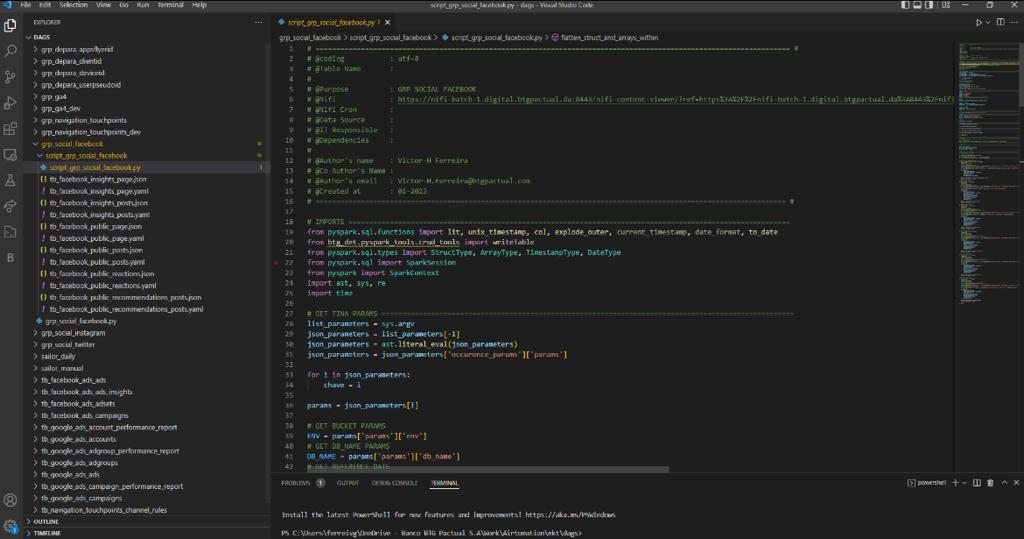 File Edit Selection View Go Run Terminal Help
script_grp_social_facebook.py - dags - Visual Studio Code
EXPLORER
DAGS
grp_depara_appsflyerid
grp_depara_clientid
grp_depara_deviceid
grp_depara_userpseudoid
grp_ga4
grp_ga4_dev
grp_navigation_touchpoints
grp_navigation_touchpoints_dev
grp_social_facebook
script_grp_social_facebook
script_grp_social_facebook.py 1
tb_facebook_insights_page.json
tb_facebook_insights_page.yaml
tb_facebook_insights_posts.json
tb_facebook_insights_posts.yaml
tb_facebook_public_page.json
tb_facebook_public_page.yaml
tb_facebook_public_posts.json
tb_facebook_public_posts.yaml
tb_facebook_public_reactions.json
tb_facebook_public_reactions.yaml
tb_facebook_public_recommendations_posts.json
tb_facebook_public_recommendations_posts.yaml
grp_social_facebook.py
grp_social_instagram
grp_social_twitter
sailor_daily
sailor_manual
tb_facebook_ads_ads
tb_facebook_ads_ads_insights
tb_facebook_ads_adsets
tb_facebook_ads_campaigns
tb_google_ads_account_performance_report
tb_google_ads_accounts
tb_google_ads_adgroup_performance_report
tb_google_ads_adgroups
tb_google_ads_ads
tb_google_ads_campaign_performance_report
tb_google_ads_campaigns
tb_navigation_touchpoints_channel_rules
OUTLINE
TIMELINE
script_grp_social_facebook.py 1
grp_social_facebook > script_grp_social_facebook > script_grp_social_facebook.py > flatten_struct_and_arrays_within
2 # @coding : utf-8
3 # @Table Name :
4 #
5 # @Purpose : GRP SOCIAL FACEBOOK
6 # @Nifi : https://nifi-batch-1.digital.btgpactual.da:8443/nifi-content-viewer/?ref=https%3A%2F%2Fnifi-batch-1.digital.btgpactual.da%3A8443%2Fnifi
7 # @Nifi Cron :
8 # @Data Source :
9 # @IT Responsible :
10 # @Dependencies :
11 #
12 # @Author's name : Victor-H Ferreira
13 # @Co Author's Name :
14 # @Author's email : Victor-H.Ferreira@btgpactual.com
15 # @Created at : 01-2023
17
18 # IMPORTS
19 from pyspark.sql.functions import lit, unix_timestamp, col, explode_outer, current_timestamp, date_format, to_date
20 from btg_det.pyspark_tools.crud_tools import writeTable
21 from pyspark.sql.types import StructType, ArrayType, TimestampType, DateType
22 from pyspark.sql import SparkSession
23 from pyspark import SparkContext
24 import ast, sys, re
25 import time
26
27 # GET TINA PARAMS
28 list_parameters = sys.argv
29 json_parameters = list_parameters[-1]
30 json_parameters = ast.literal_eval(json_parameters)
31 json_parameters = json_parameters['occurence_params']['params']
32
33 for i in json_parameters:
34 chave = i
35
36 params = json_parameters[i]
37
38 # GET BUCKET PARAMS
39 ENV = params['params']['env']
40 # GET DB_NAME PARAMS
41 DB_NAME = params['params']['db_name']
42 # GET REFERENCE DATE
PROBLEMS 1 OUTPUT DEBUG CONSOLE TERMINAL
powershell
Install the latest PowerShell for new features and improvements! https://aka.ms/PSWindows
PS C:\Users\ferreivg\OneDrive - Banco BTG Pactual S.A\Work\Airtomation\mkt\dags>